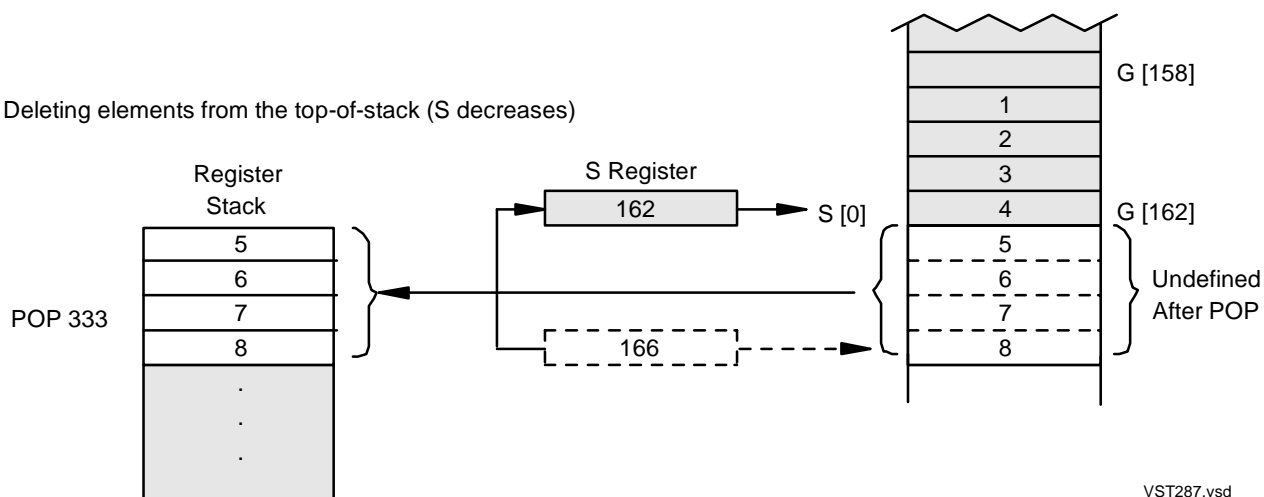 G [158]
Deleting elements from the top-of-stack (S decreases)
1
2
3
4
Register
Stack
S Register
162
S [0]
G [162]
5
6
7
8
POP 333
.
.
.
166
5
6
7
8
Undefined
After POP
VST287.vsd